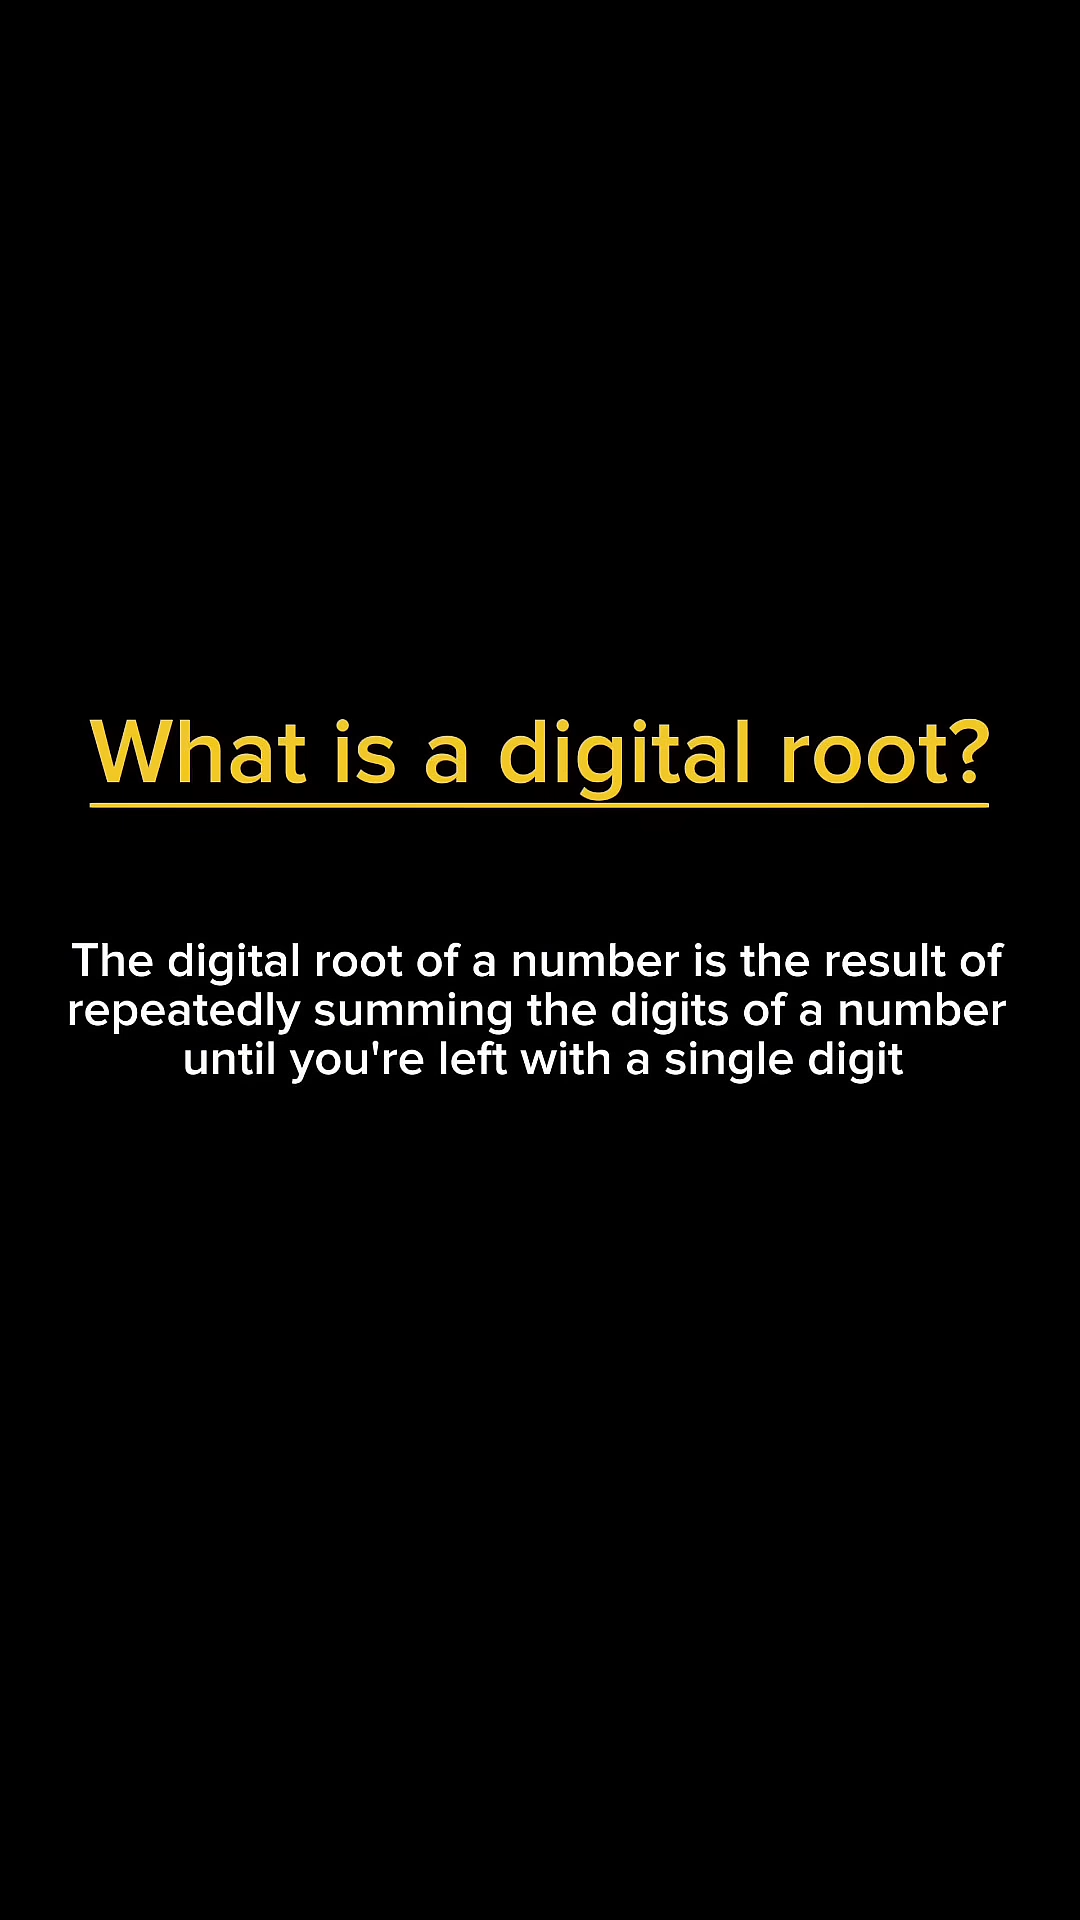 What is a digital root?
The digital root of a number is the result of
repeatedly summing the digits of a number
until you're left with a single digit